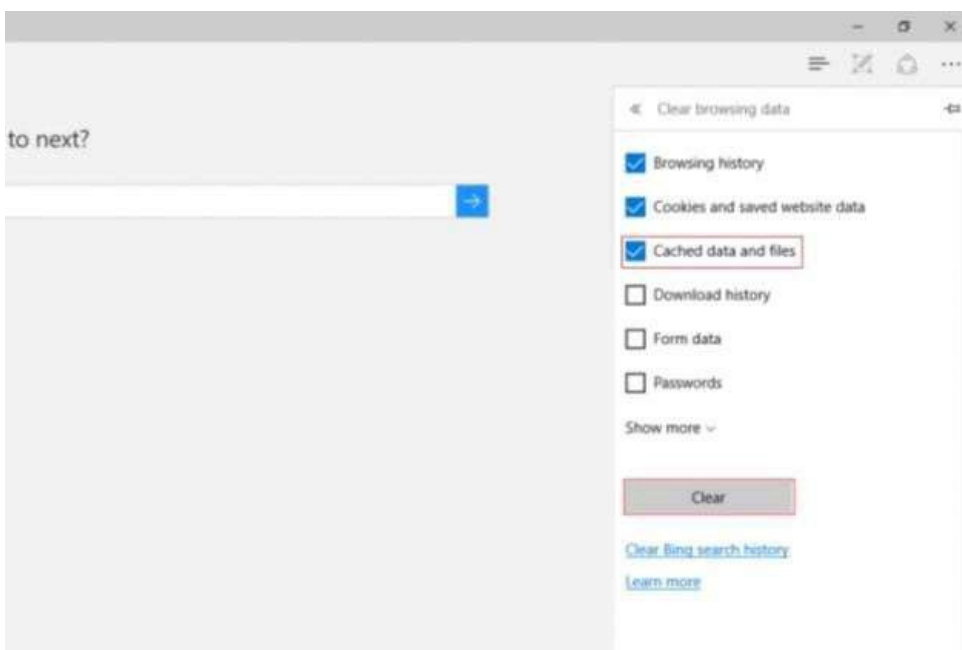 Clear browsing data
to next?
Browsing history
Cookies and saved website data
Cached data and files
Download history
Form data
Passwords
Show more
Clear
Clear Bing search history
Learn more